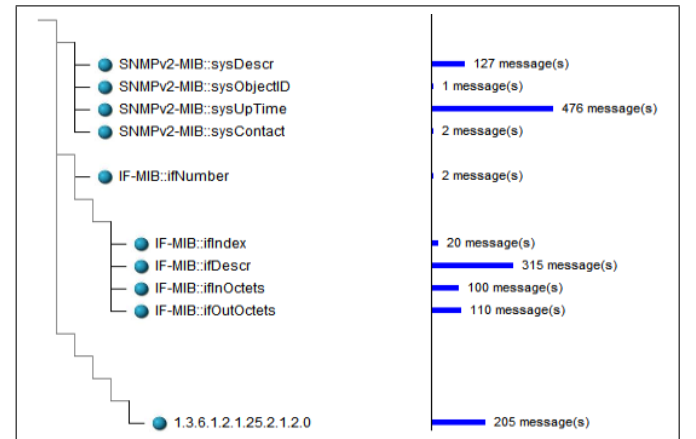 SNMPv2-MIB::sysDescr 127 message(s)
SNMPv2-MIB::sysObjectID 1 message(s)
SNMPv2-MIB::sysUpTime 476 message(s)
SNMPv2-MIB::sysContact 2 message(s)
IF-MIB::ifNumber 2 message(s)
IF-MIB::ifIndex 20 message(s)
IF-MIB::ifDescr 315 message(s)
IF-MIB::ifInOctets 100 message(s)
IF-MIB::ifOutOctets 110 message(s)
1.3.6.1.2.1.25.2.1.2.0 205 message(s)